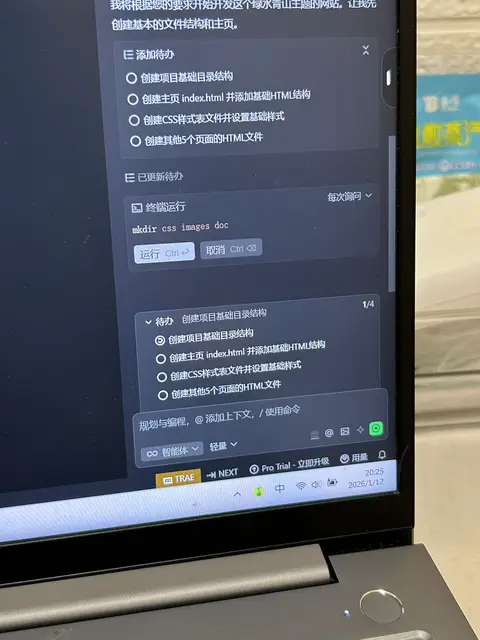 我将根据您的要求开始开发这个绿水青山主题的网站。让我先
创建基本的文件结构和主页。
添加待办
创建项目基础目录结构
创建主页 index.html 并添加基础HTML结构
创建CSS样式表文件并设置基础样式
创建其他5个页面的HTML文件
已更新待办
终端运行
每次询问
mkdir css images doc
运行 Ctrl
取消 Ctrl
待办 创建项目基础目录结构
1/4
创建项目基础目录结构
创建主页 index.html 并添加基础HTML结构
创建CSS样式表文件并设置基础样式
创建其他5个页面的HTML文件
规划与编程，@ 添加上下文，/ 使用命令
智能体
轻量
TRAE
NEXT
Pro Trial - 立即升级
用量
中
20:25
2026/1/12